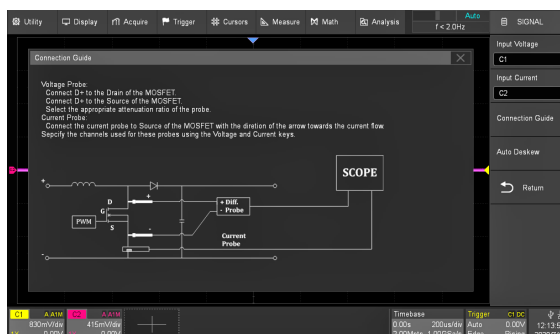 Utility
Display
Acquire
Trigger
Cursors
Measure
Math
Analysis
Auto
f < 2.0Hz
SIGNAL
Input Voltage
C1
Input Current
C2
Connection Guide
Auto Deskew
Return
Connection Guide
Voltage Probe:
Connect D+ to the Drain of the MOSFET.
Connect D+ to the Source of the MOSFET.
Select the appropriate attenuation ratio of the probe.
Current Probe:
Connect the current probe to Source of the MOSFET with the diretion of the arrow towards the current flow.
Sepcify the channels used for these probes using the Voltage and Current keys.
SCOPE
+
+ Diff.
- Probe
D
G
S
PWM
+
-
Current
Probe
-
C1
830mV/div
0.00V
C2
415mV/div
0.00V
Timebase
0.00s 200us/div
Trigger C1 DC
Auto 0.00V